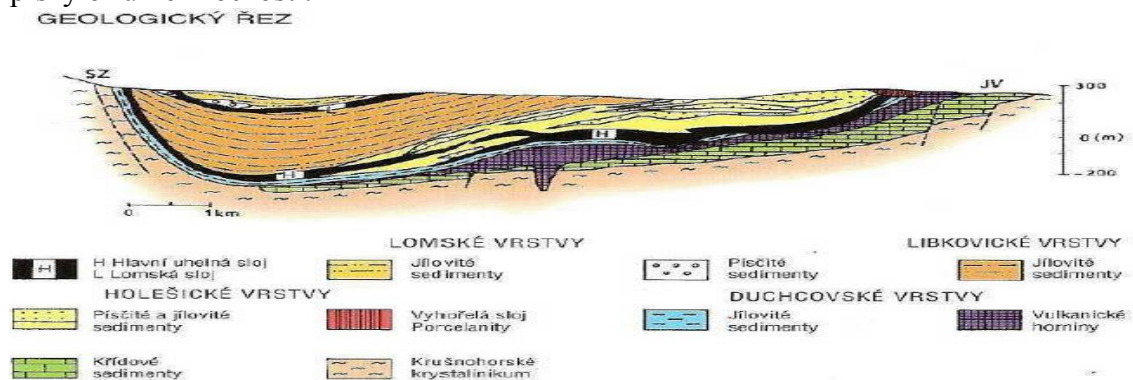 GEOLOGICKÝ ŘEZ
SZ
JV
300
0 (m)
-200
L
L
H
H
0 1km
LOMSKÉ VRSTVY
LIBKOVICKÉ VRSTVY
H
H Hlavní uhelná sloj
L Lomská sloj
Jílovité
sedimenty
Písčité
sedimenty
Jílovité
sedimenty
HOLEŠICKÉ VRSTVY
DUCHCOVSKÉ VRSTVY
Písčité a jílovité
sedimenty
Vyhořelá sloj
Porcelanity
Jílovité
sedimenty
Vulkanické
horniny
Křídové
sedimenty
Krušnohorské
krystalinikum